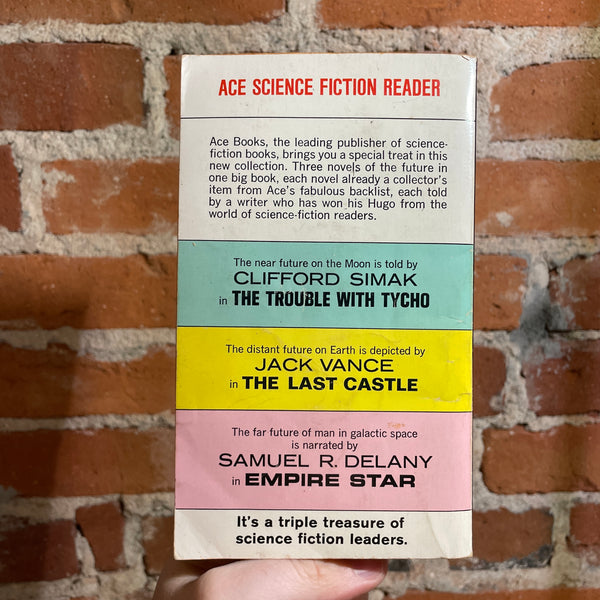 ACE SCIENCE FICTION READER
Ace Books, the leading publisher of science-
fiction books, brings you a special treat in this
new collection. Three novels of the future in
one big book, each novel already a collector's
item from Ace's fabulous backlist, each told
by a writer who has won his Hugo from the
world of science-fiction readers.
The near future on the Moon is told by
CLIFFORD SIMAK
in THE TROUBLE WITH TYCHO
The distant future on Earth is depicted by
JACK VANCE
in THE LAST CASTLE
The far future of man in galactic space
is narrated by
SAMUEL R. DELANY
in EMPIRE STAR
It's a triple treasure of
science fiction leaders.